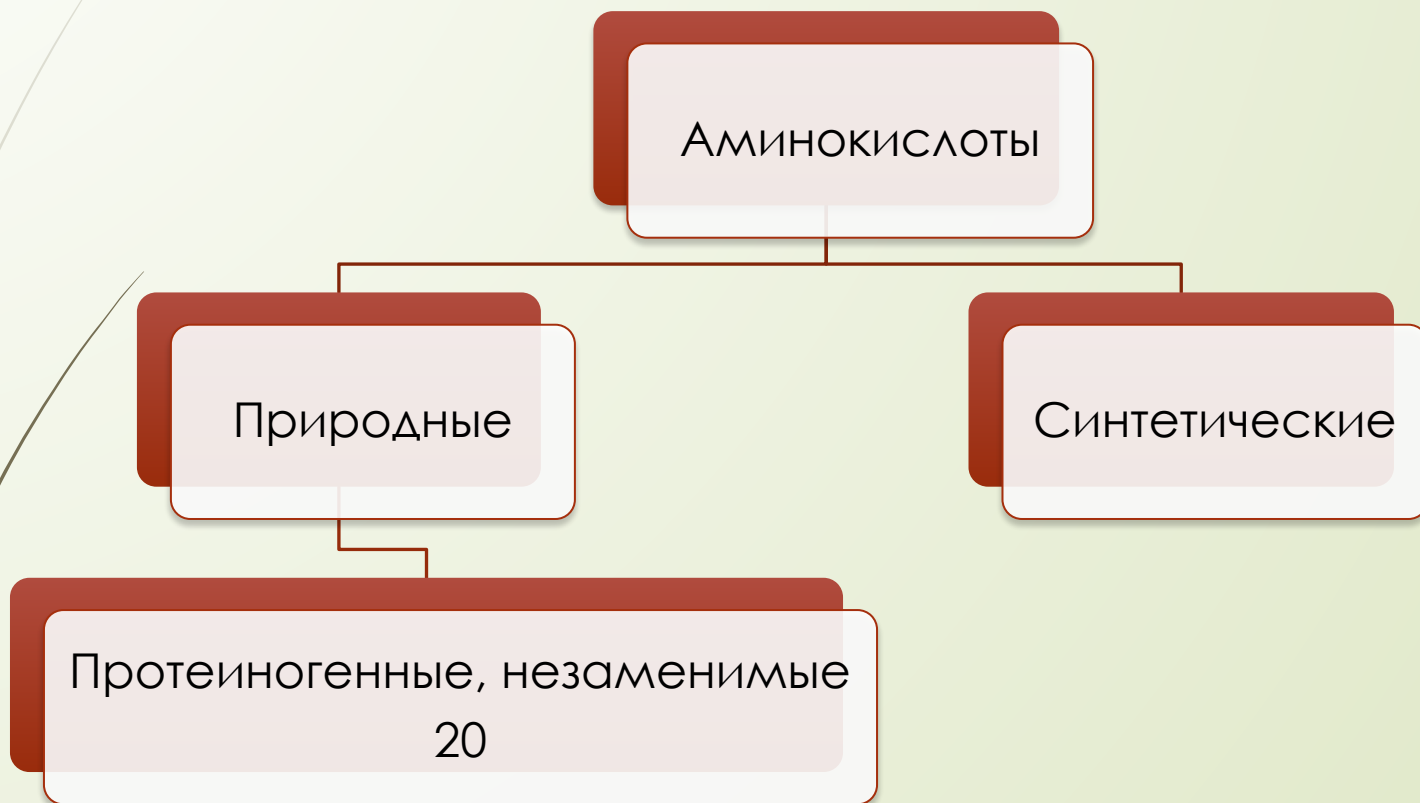 Аминокислоты
Природные
Синтетические
Протеиногенные, незаменимые
20